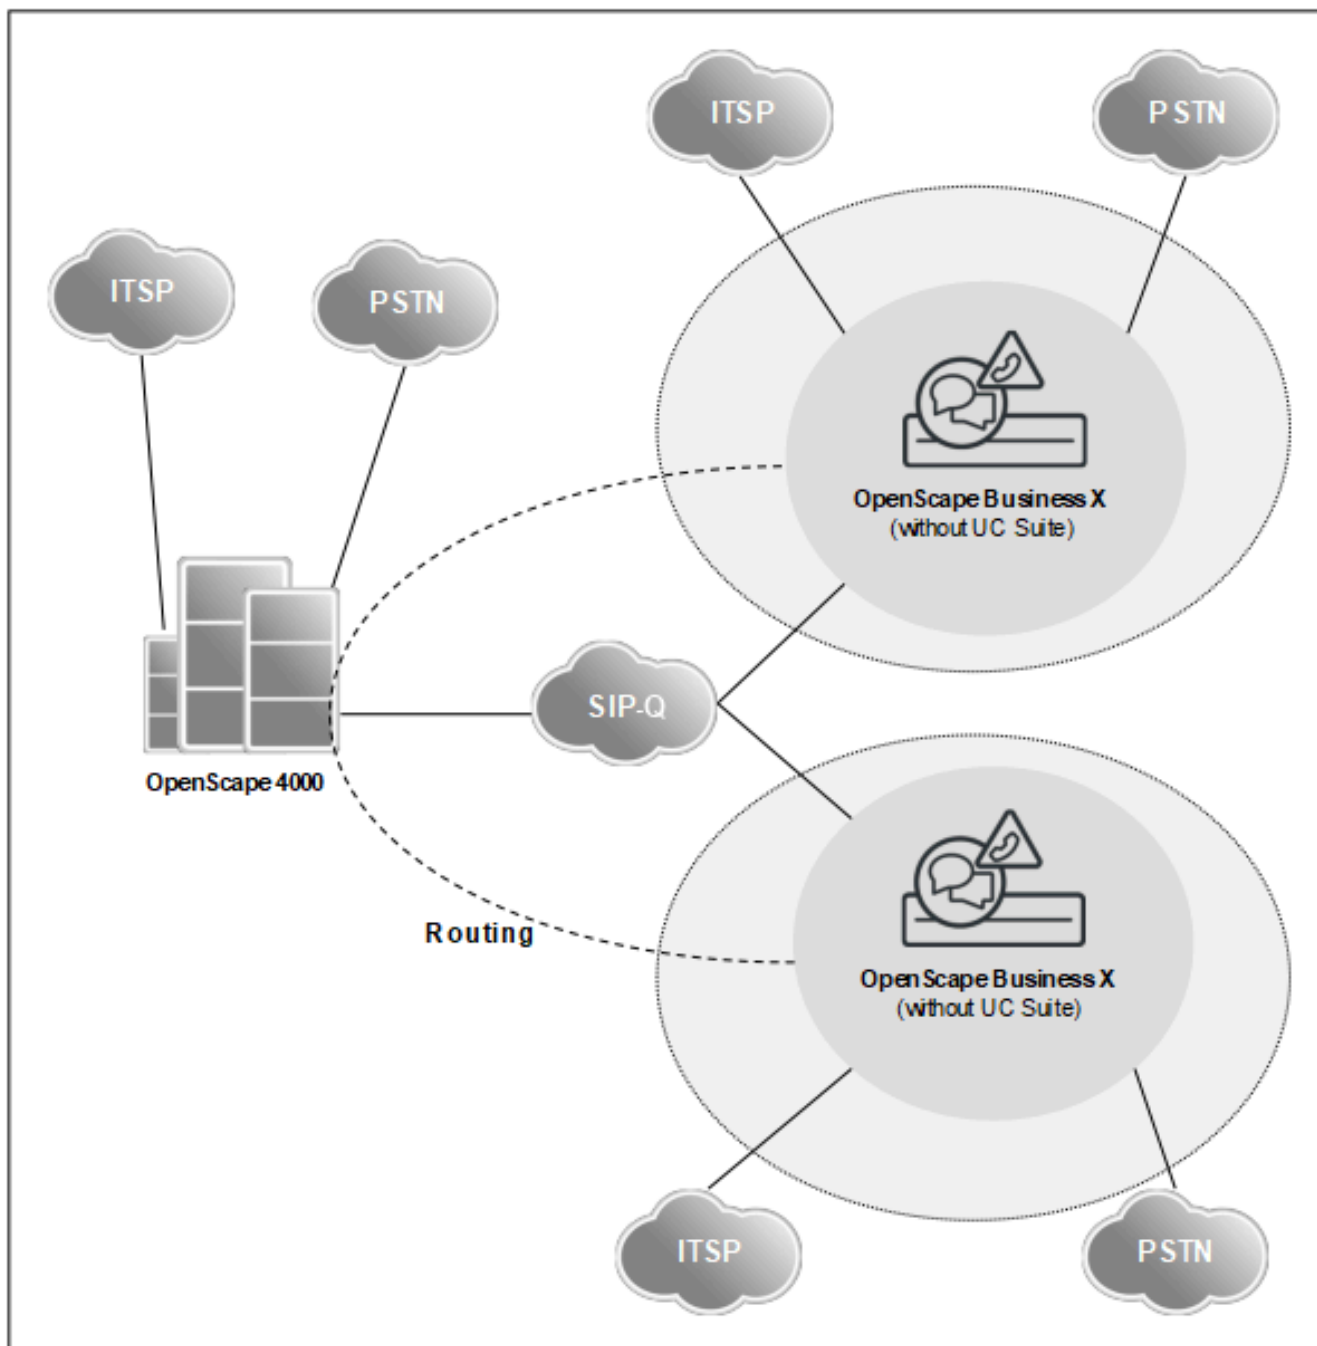 ITSP
PSTN
ITSP
PSTN
OpenScape Business X
(without UC Suite)
SIP-Q
OpenScape 4000
Routing
OpenScape Business X
(without UC Suite)
ITSP
PSTN